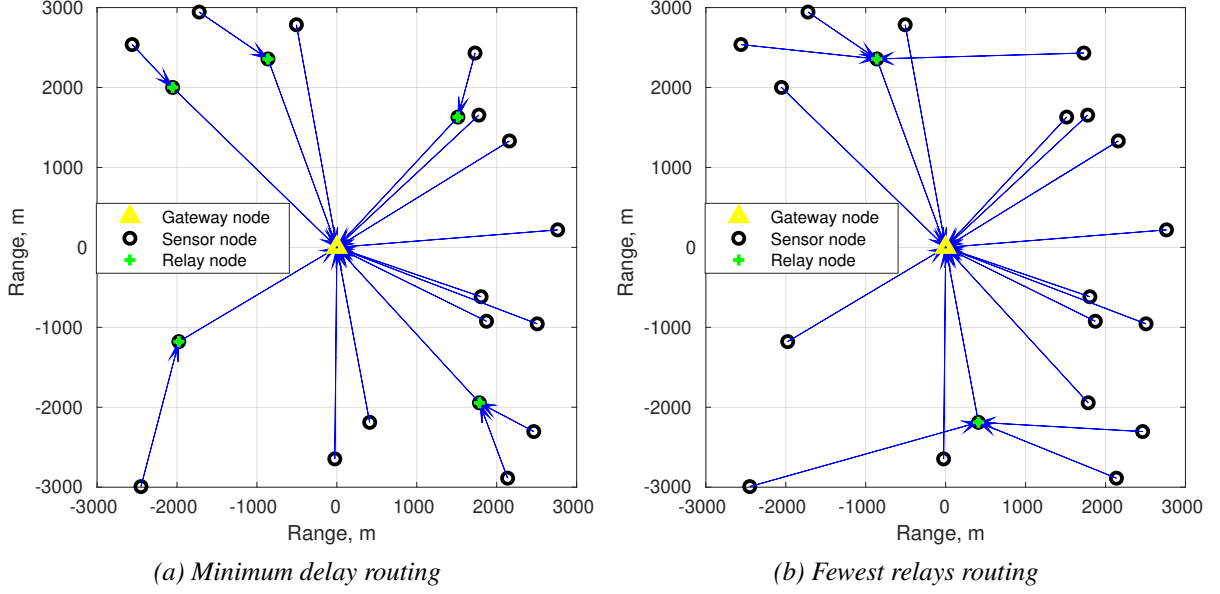 3000
2000
1000
0
-1000
-2000
-3000
Range, m
Gateway node
Sensor node
Relay node
-3000 -2000 -1000 0 1000 2000 3000
Range, m
(a) Minimum delay routing
3000
2000
1000
0
-1000
-2000
-3000
Range, m
Gateway node
Sensor node
Relay node
-3000 -2000 -1000 0 1000 2000 3000
Range, m
(b) Fewest relays routing